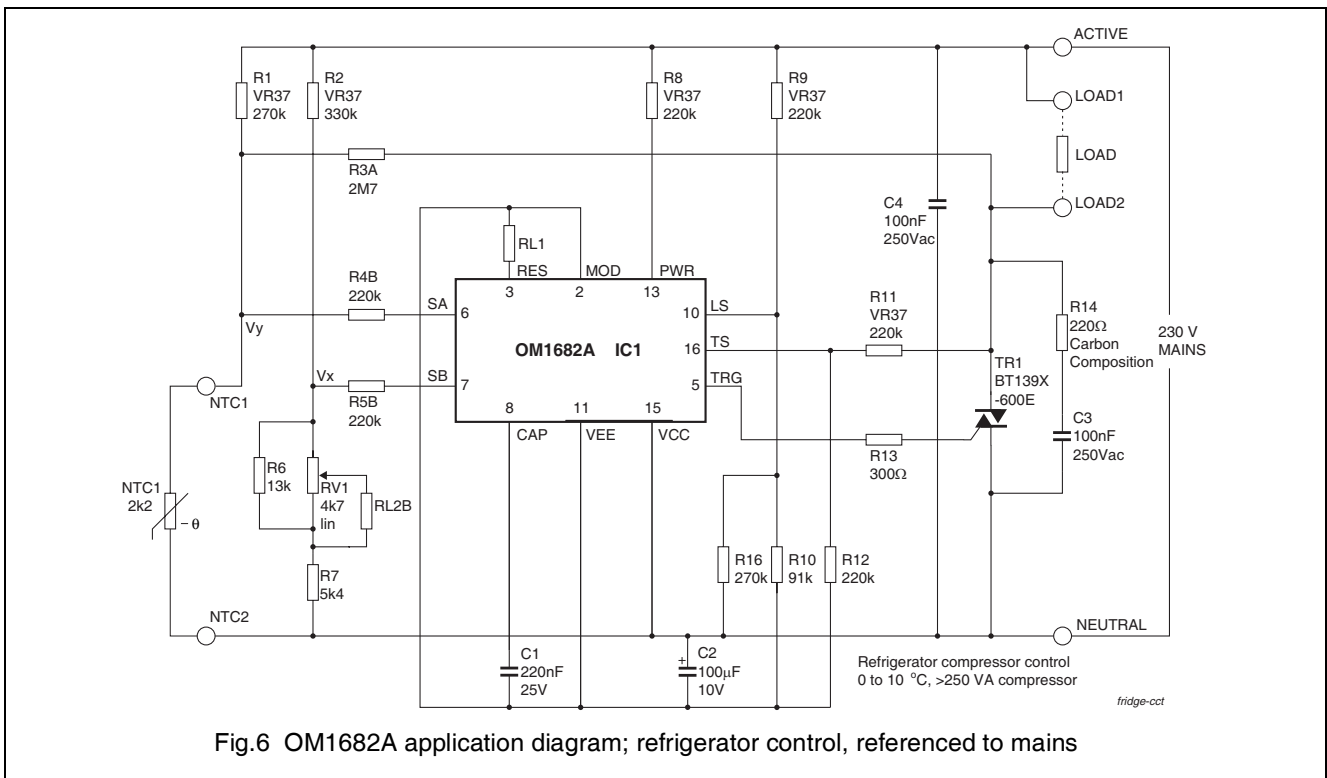 ACTIVE
R1
VR37
270k
R2
VR37
330k
R8
VR37
220k
R9
VR37
220k
LOAD1
LOAD
LOAD2
R3A
2M7
C4
100nF
250Vac
RL1
RES
MOD
PWR
3
2
13
R4B
220k
SA
6
10
LS
R11
VR37
220k
R14
220Ω
Carbon
Composition
230 V
MAINS
Vy
OM1682A IC1
16
TS
TR1
BT139X
-600E
Vx
SB
7
5
TRG
NTC1
R5B
220k
8
11
15
CAP
VEE
VCC
R13
300Ω
C3
100nF
250Vac
R6
13k
RV1
4k7
lin
RL2B
NTC1
2k2
- θ
R7
5k4
R16
270k
R10
91k
R12
220k
NTC2
NEUTRAL
C1
220nF
25V
+
C2
100µF
10V
Refrigerator compressor control
0 to 10 °C, >250 VA compressor
fridge-cct
Fig.6 OM1682A application diagram; refrigerator control, referenced to mains